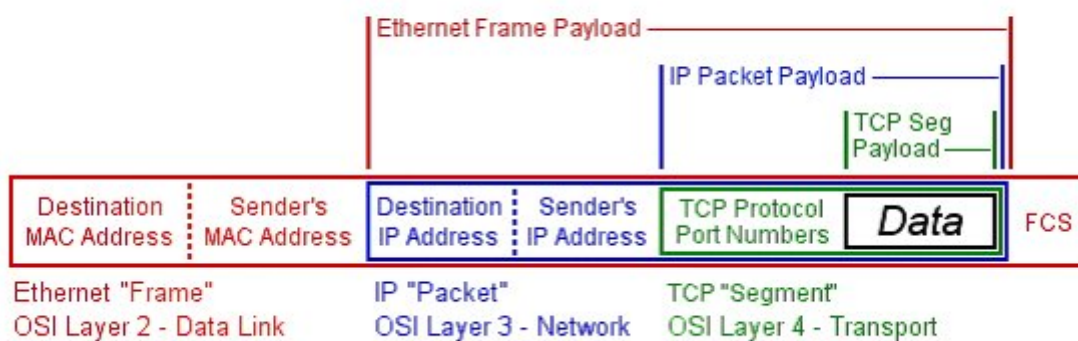 Ethernet Frame Payload
IP Packet Payload
TCP Seg
Payload
Destination
MAC Address
Sender's
MAC Address
Destination
IP Address
Sender's
IP Address
TCP Protocol
Port Numbers
Data
FCS
Ethernet "Frame"
OSI Layer 2 - Data Link
IP "Packet"
OSI Layer 3 - Network
TCP "Segment"
OSI Layer 4 - Transport